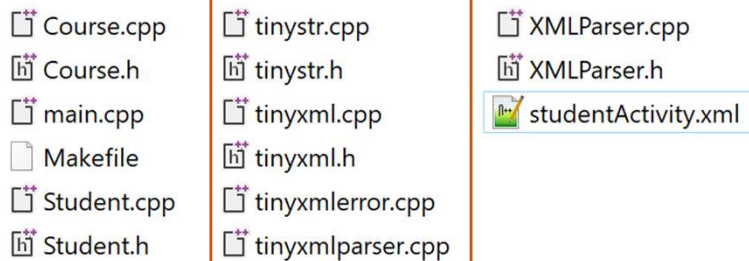 Course.cpp
Course.h
main.cpp
Makefile
Student.cpp
Student.h
tinystr.cpp
tinystr.h
tinyxml.cpp
tinyxml.h
tinyxmlerror.cpp
tinyxmlparser.cpp
XMLParser.cpp
XMLParser.h
studentActivity.xml